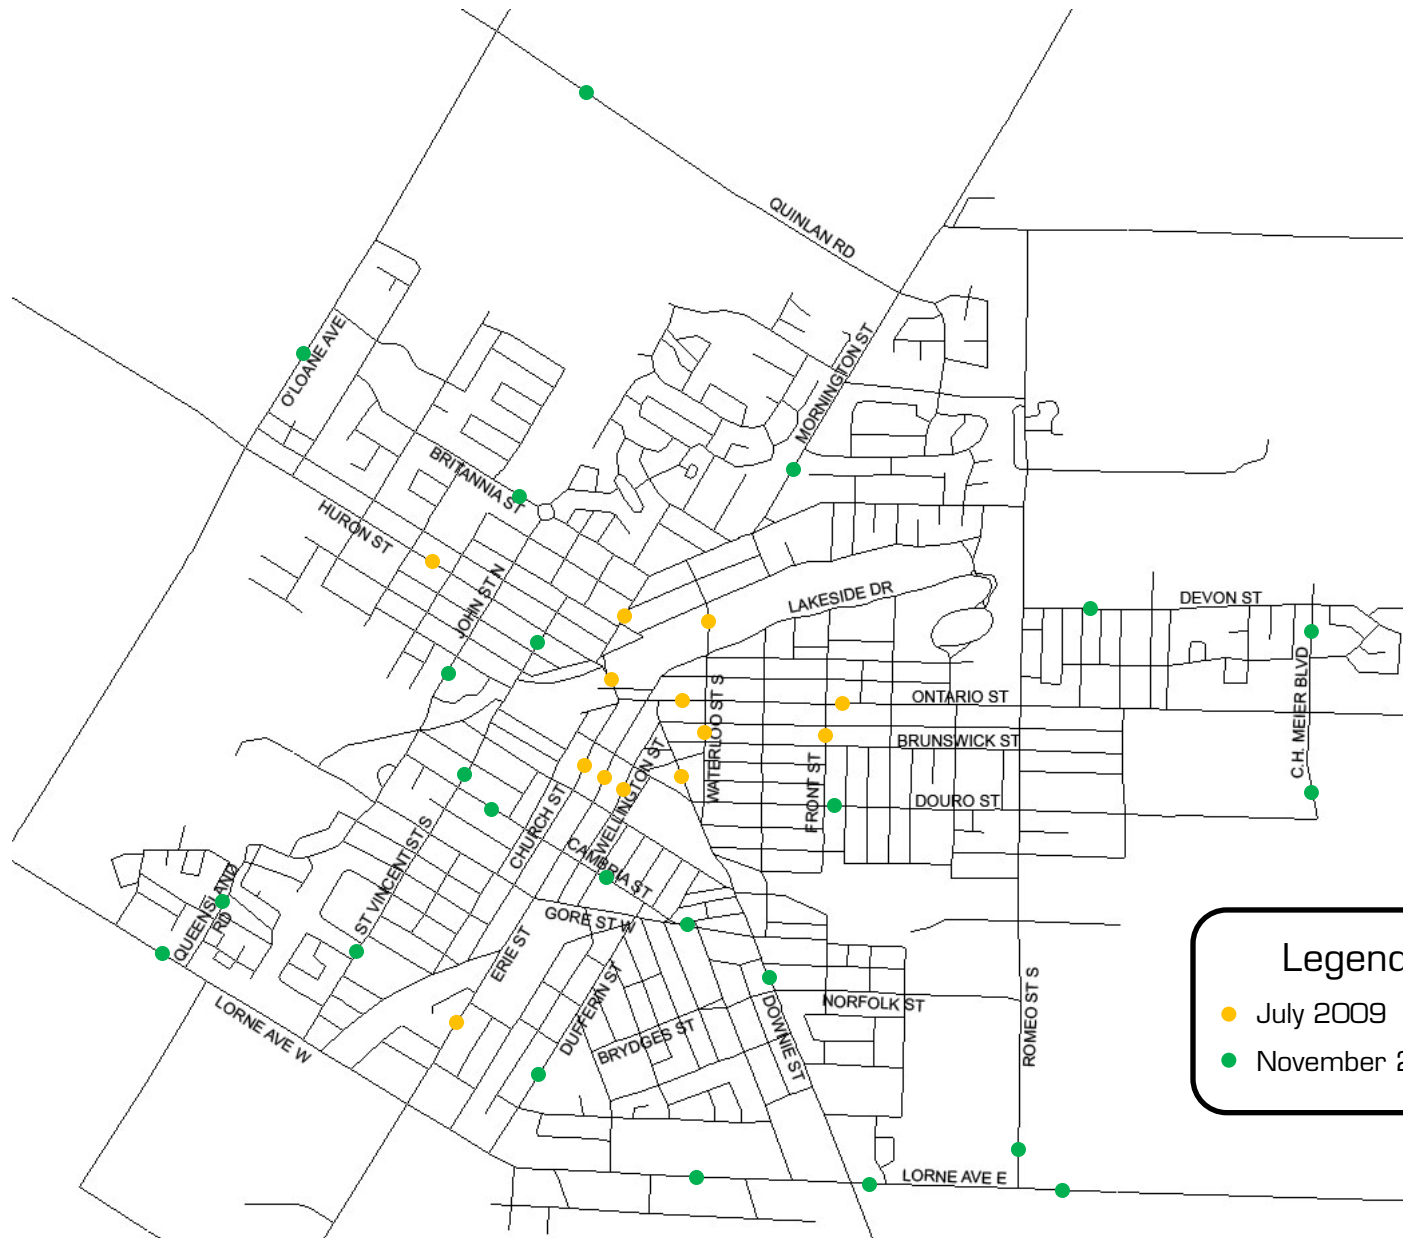 QUINLAN RD
O'LOANE AVE
MORNINGTON ST
BRITANNIA ST
HURON ST
JOHN ST N
LAKESIDE DR
DEVON ST
ONTARIO ST
WATERLOO ST S
BRUNSWICK ST
C.H. MEIER BLVD
WELLINGTON ST
FRONT ST
DOURO ST
CHURCH ST
ST VINCENT ST S
CAMBRIA ST
QUEENSLAND
RD
GORE ST W
ERIE ST
DUFFERIN ST
NORFOLK ST
LORNE AVE W
BRYDGES ST
DOWNIE ST
ROMEO ST S
LORNE AVE E
Legend
July 2009
November 2